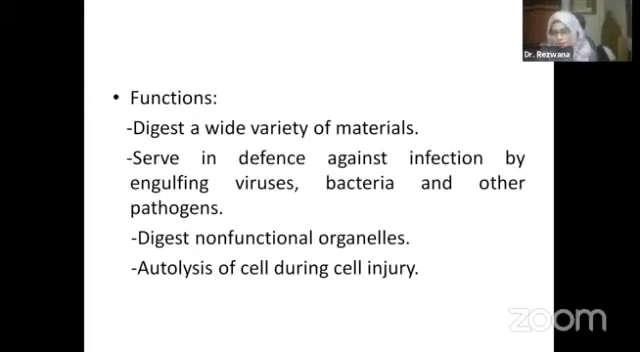 Dr. Rezwana
• Functions:
-Digest a wide variety of materials.
-Serve in defence against infection by
engulfing viruses, bacteria and other
pathogens.
-Digest nonfunctional organelles.
-Autolysis of cell during cell injury.
zoom